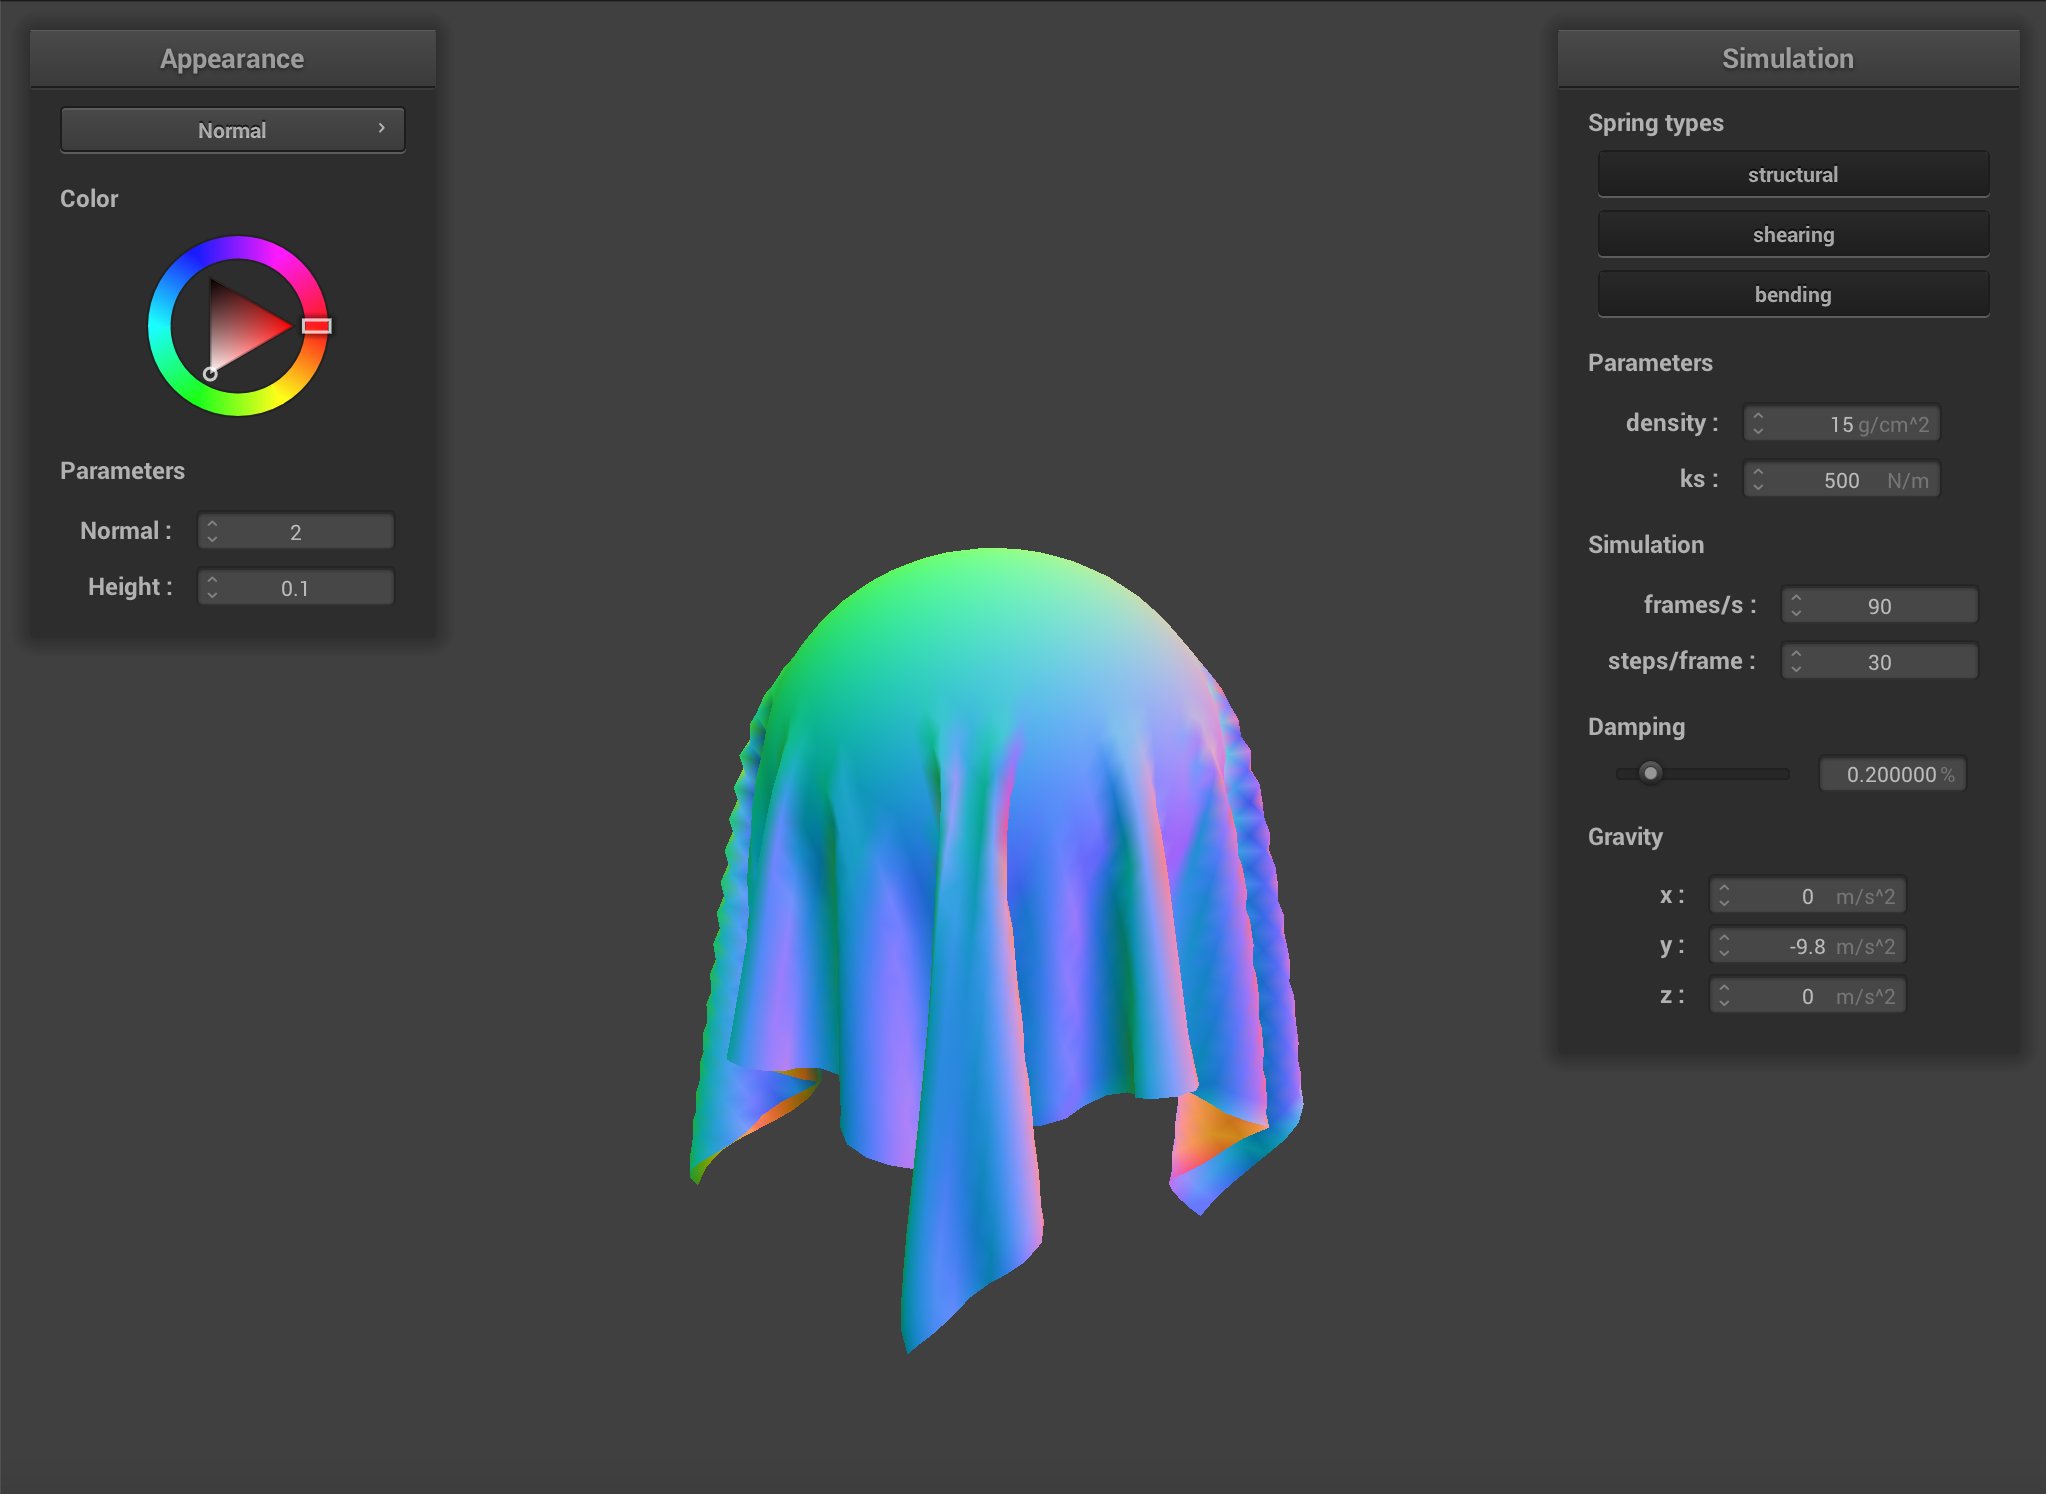 Appearance
Normal
Color
Parameters
Normal : 2
Height : 0.1
Simulation
Spring types
structural
shearing
bending
Parameters
density : 15 g/cm^2
ks : 500 N/m
Simulation
frames/s : 90
steps/frame : 30
Damping
0.200000 %
Gravity
x : 0 m/s^2
y : -9.8 m/s^2
z : 0 m/s^2